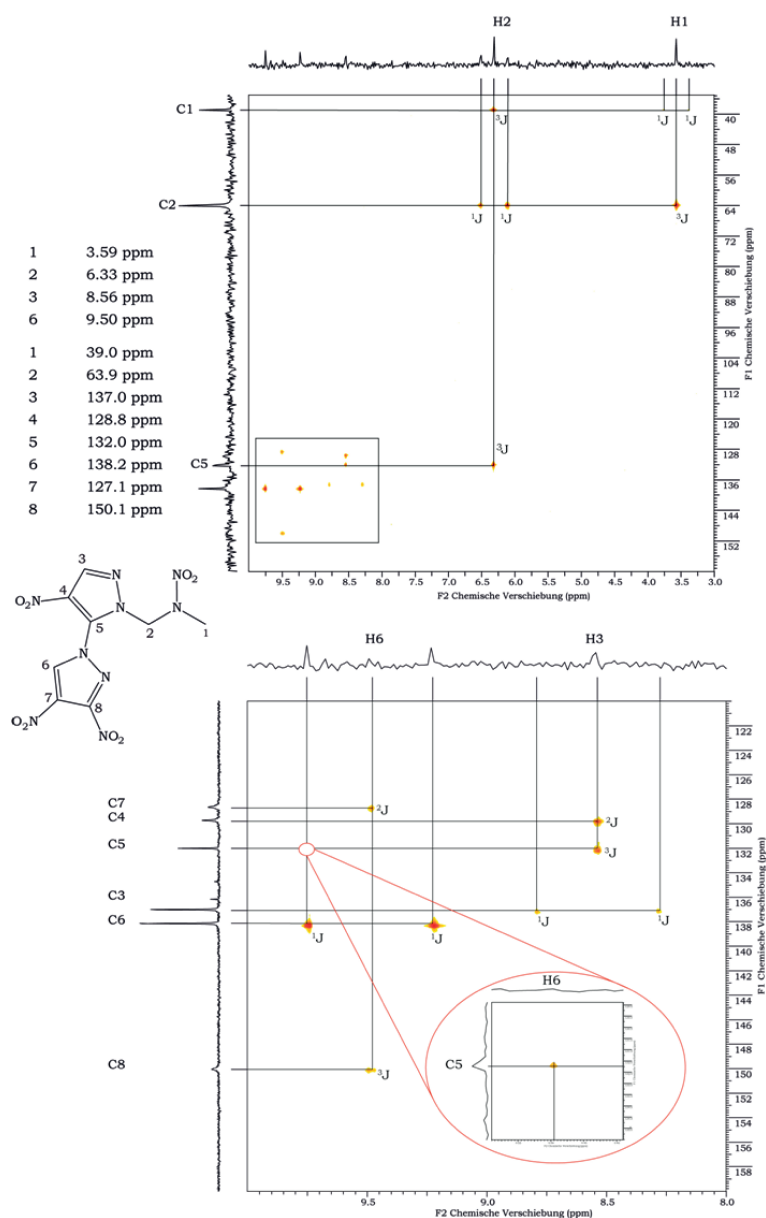 H2 H1
C1
³J ¹J ¹J
C2
¹J ¹J ³J
1 3.59 ppm
2 6.33 ppm
3 8.56 ppm
6 9.50 ppm
1 39.0 ppm
2 63.9 ppm
3 137.0 ppm
4 128.8 ppm
5 132.0 ppm
6 138.2 ppm
7 127.1 ppm
8 150.1 ppm
³J
C5
40
48
56
64
72
80
88
96
104
112
120
128
136
144
152
F1 Chemische Verschiebung (ppm)
9.5 9.0 8.5 8.0 7.5 7.0 6.5 6.0 5.5 5.0 4.5 4.0 3.5 3.0
F2 Chemische Verschiebung (ppm)
3 N NO₂
4 N N
O₂N 5 2 1
6 N
N
7 8
O₂N NO₂
H6 H3
C7 ²J
C4 ²J
C5 ³J
C3 ¹J ¹J
C6 ¹J ¹J
C8 ³J
H6
C5
122
124
126
128
130
132
134
136
138
140
142
144
146
148
150
152
154
156
158
F1 Chemische Verschiebung (ppm)
9.5 9.0 8.5 8.0
F2 Chemische Verschiebung (ppm)